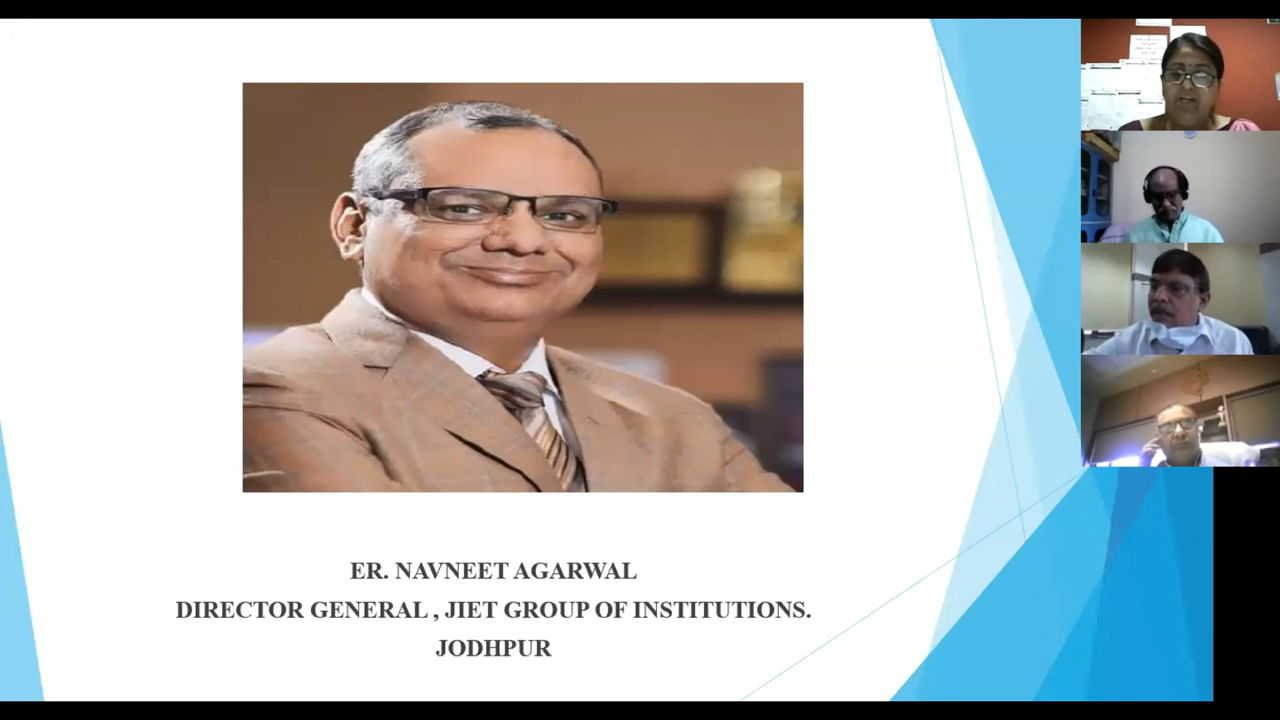 ER. NAVNEET AGARWAL
DIRECTOR GENERAL , JIET GROUP OF INSTITUTIONS.
JODHPUR